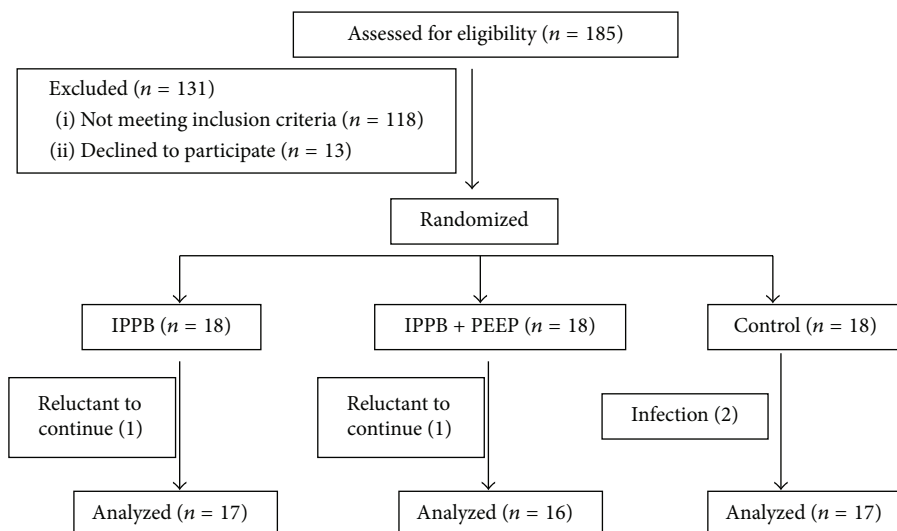 Assessed for eligibility (n = 185)
Excluded (n = 131)
(i) Not meeting inclusion criteria (n = 118)
(ii) Declined to participate (n = 13)
Randomized
IPPB (n = 18)
IPPB + PEEP (n = 18)
Control (n = 18)
Reluctant to
continue (1)
Reluctant to
continue (1)
Infection (2)
Analyzed (n = 17)
Analyzed (n = 16)
Analyzed (n = 17)